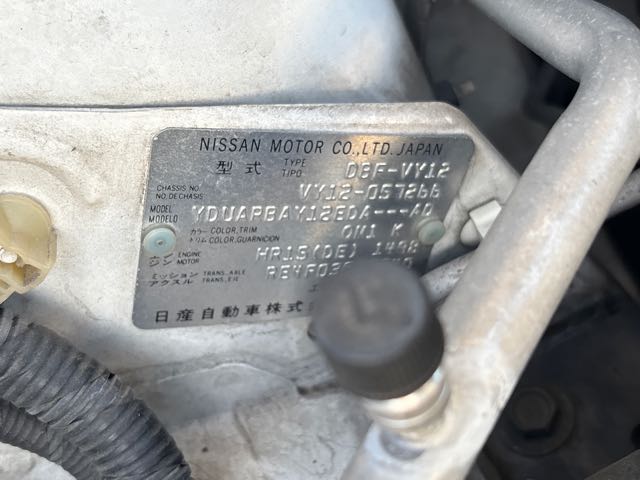 NISSAN MOTOR CO.,LTD. JAPAN
型式 TYPE TIPO DBF-VY12
CHASSIS NO NO.DE CHASIS VY12-057266
MODEL MODELO
カラー トリム COLOR,TRIM COLOR,GUARNICION QM1 K
エンジン ENGINE MOTOR HR15(DE) 1498
ミッション アクスル TRANS.,AXLE TRANS.,EJE
日産自動車株式